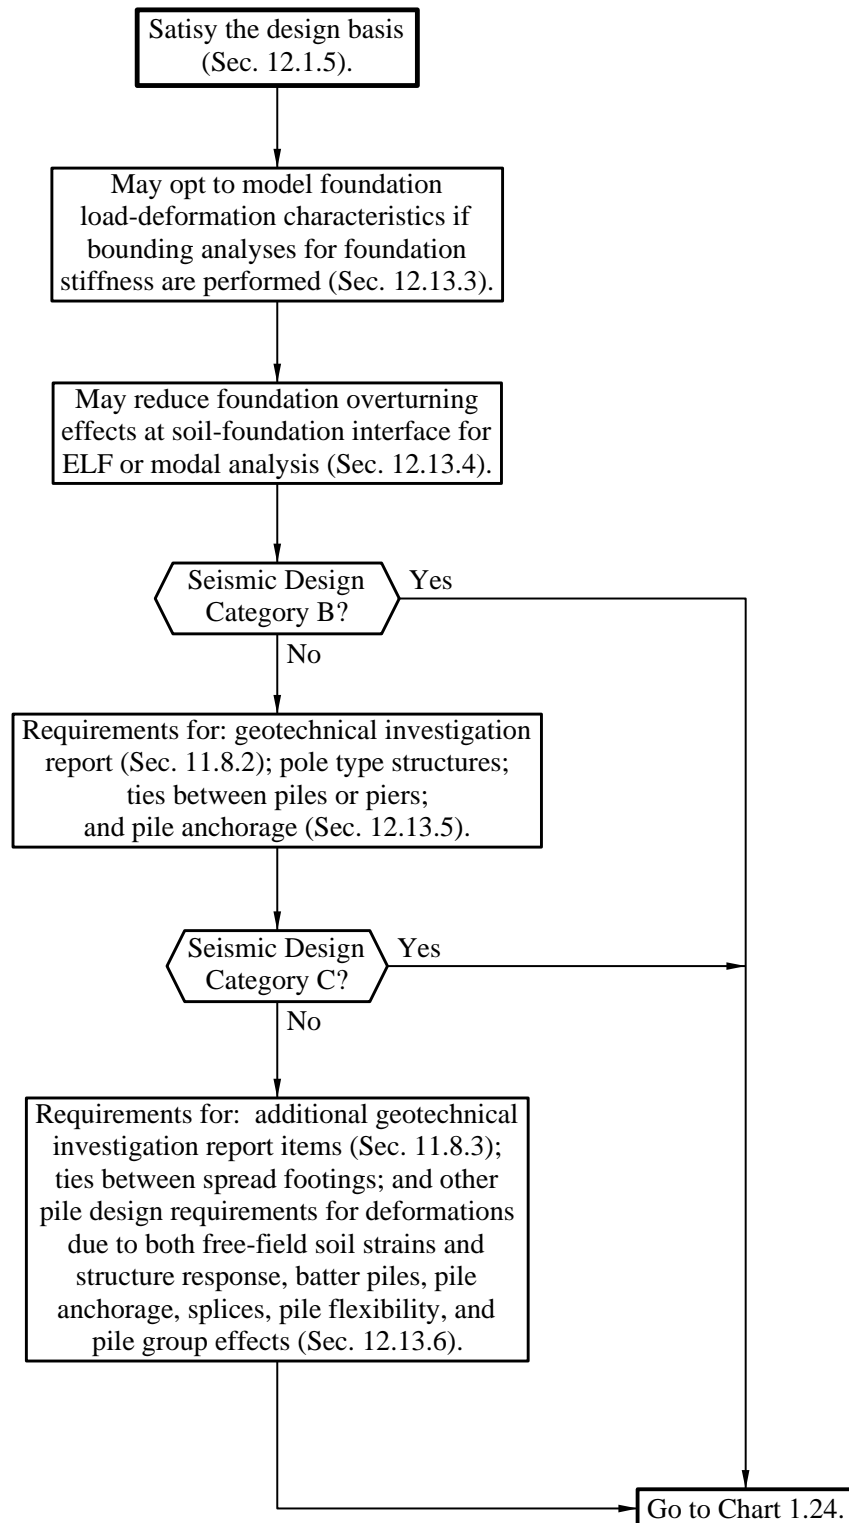 Satisy the design basis
(Sec. 12.1.5).
May opt to model foundation
load-deformation characteristics if
bounding analyses for foundation
stiffness are performed (Sec. 12.13.3).
May reduce foundation overturning
effects at soil-foundation interface for
ELF or modal analysis (Sec. 12.13.4).
Seismic Design
Category B?
Yes
No
Requirements for: geotechnical investigation
report (Sec. 11.8.2); pole type structures;
ties between piles or piers;
and pile anchorage (Sec. 12.13.5).
Seismic Design
Category C?
Yes
No
Requirements for:  additional geotechnical
investigation report items (Sec. 11.8.3);
ties between spread footings; and other
pile design requirements for deformations
due to both free-field soil strains and
structure response, batter piles, pile
anchorage, splices, pile flexibility, and
pile group effects (Sec. 12.13.6).
Go to Chart 1.24.